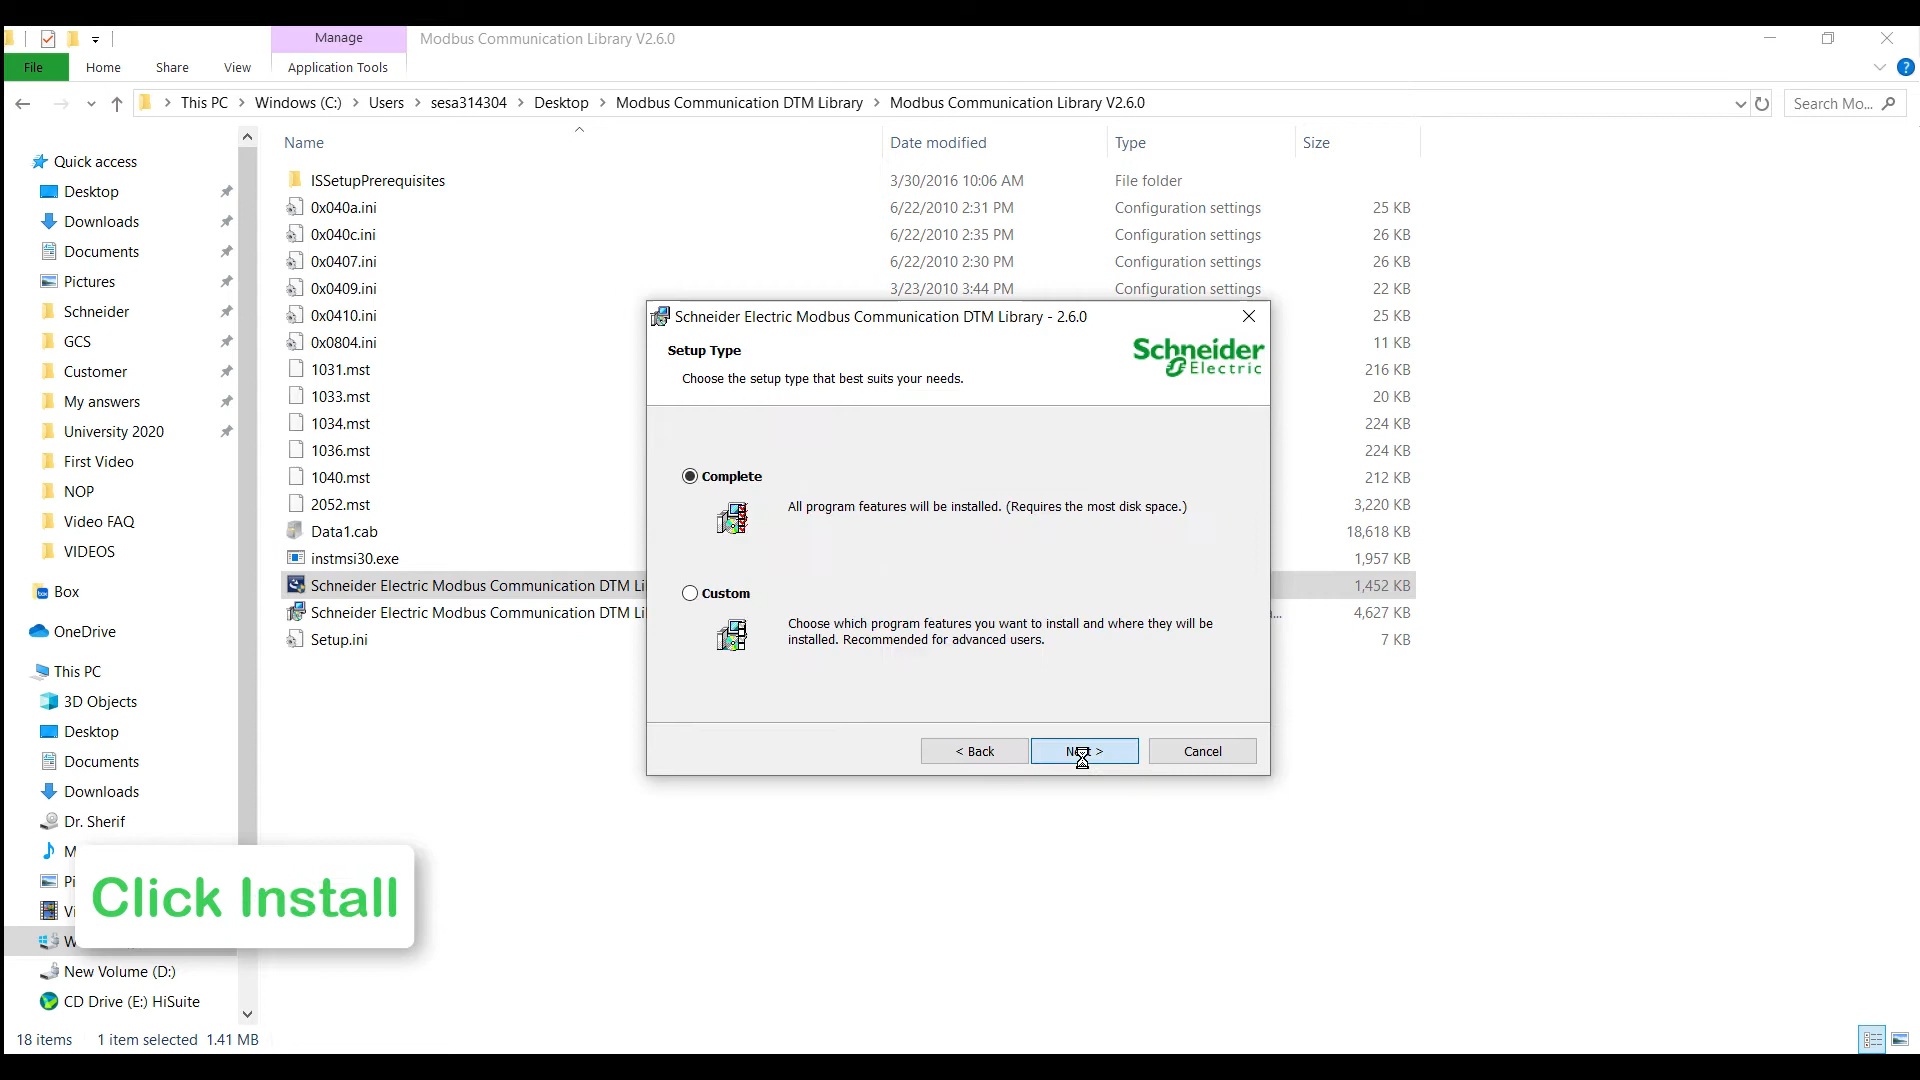 Manage
Modbus Communication Library V2.6.0
File
Home
Share
View
Application Tools
This PC > Windows (C:) > Users > sesa314304 > Desktop > Modbus Communication DTM Library > Modbus Communication Library V2.6.0
Search Mo...
Name
Date modified
Type
Size
Quick access
Desktop
Downloads
Documents
Pictures
Schneider
GCS
Customer
My answers
University 2020
First Video
NOP
Video FAQ
VIDEOS
Box
OneDrive
This PC
3D Objects
Desktop
Documents
Downloads
Dr. Sherif
M
Pi
Vi
W
New Volume (D:)
CD Drive (E:) HiSuite
ISSetupPrerequisites 3/30/2016 10:06 AM File folder
0x040a.ini 6/22/2010 2:31 PM Configuration settings 25 KB
0x040c.ini 6/22/2010 2:35 PM Configuration settings 26 KB
0x0407.ini 6/22/2010 2:30 PM Configuration settings 26 KB
0x0409.ini 3/23/2010 3:44 PM Configuration settings 22 KB
0x0410.ini 25 KB
0x0804.ini 11 KB
1031.mst 216 KB
1033.mst 20 KB
1034.mst 224 KB
1036.mst 224 KB
1040.mst 212 KB
2052.mst 3,220 KB
Data1.cab 18,618 KB
instmsi30.exe 1,957 KB
Schneider Electric Modbus Communication DTM Li 1,452 KB
Schneider Electric Modbus Communication DTM Li ... 4,627 KB
Setup.ini 7 KB
Schneider Electric Modbus Communication DTM Library - 2.6.0
Setup Type
Choose the setup type that best suits your needs.
Schneider
Electric
Complete
All program features will be installed. (Requires the most disk space.)
Custom
Choose which program features you want to install and where they will be
installed. Recommended for advanced users.
< Back
Next >
Cancel
Click Install
18 items 1 item selected 1.41 MB